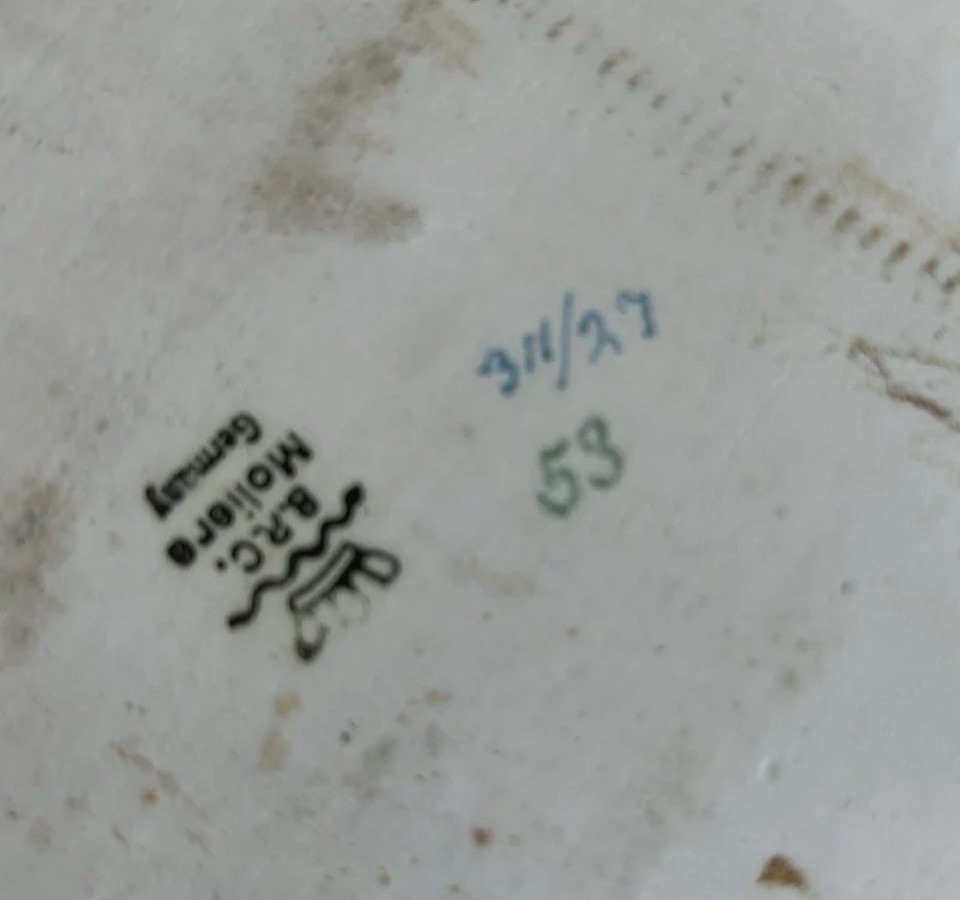 311/27
53
B.R.C.
Moliere
Germany